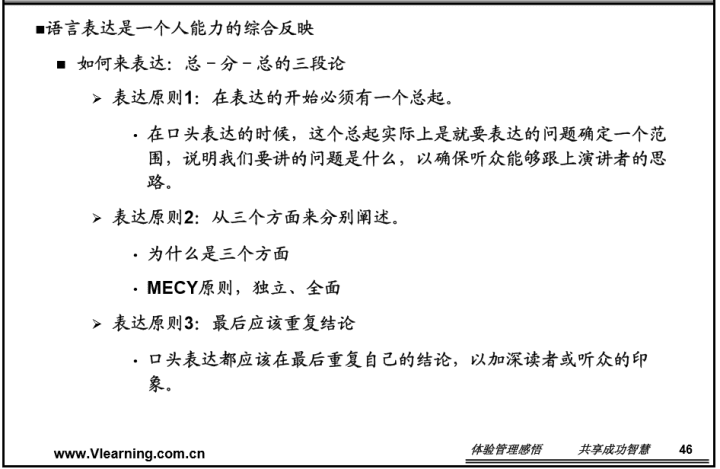 ■语言表达是一个人能力的综合反映
■ 如何来表达：总－分－总的三段论
➢ 表达原则1：在表达的开始必须有一个总起。
· 在口头表达的时候，这个总起实际上是就要表达的问题确定一个范
围，说明我们要讲的问题是什么，以确保听众能够跟上演讲者的思
路。
➢ 表达原则2：从三个方面来分别阐述。
· 为什么是三个方面
· MECY原则，独立、全面
➢ 表达原则3：最后应该重复结论
· 口头表达都应该在最后重复自己的结论，以加深读者或听众的印
象。
www.Vlearning.com.cn 体验管理感悟 共享成功智慧 46